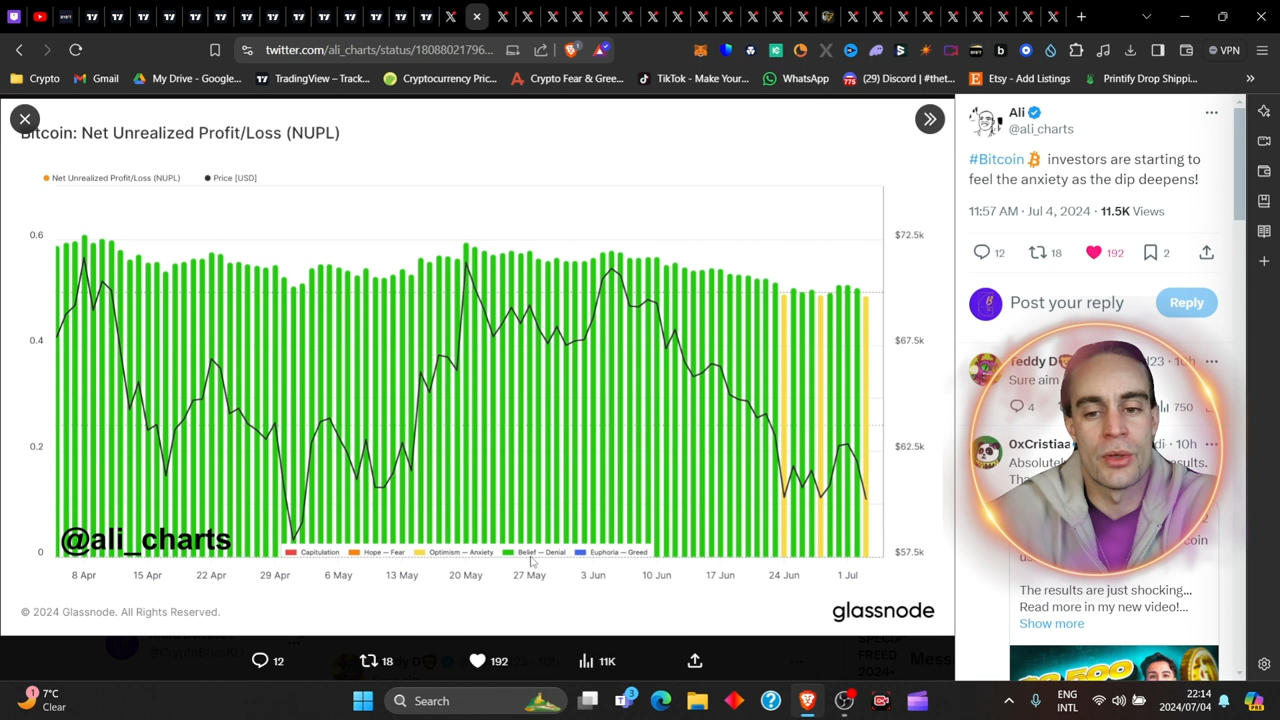 twitter.com/ali_charts/status/18088021796...
VPN
Crypto
Gmail
My Drive - Google...
TradingView – Track...
Cryptocurrency Pric...
Crypto Fear & Gree...
TikTok - Make Your...
WhatsApp
(29) Discord | #thet...
Etsy - Add Listings
Printify Drop Shippi...
Bitcoin: Net Unrealized Profit/Loss (NUPL)
Net Unrealized Profit/Loss (NUPL)
Price [USD]
0.6
0.4
0.2
0
$72.5k
$67.5k
$62.5k
$57.5k
@ali_charts
Capitulation
Hope — Fear
Optimism — Anxiety
Belief — Denial
Euphoria — Greed
8 Apr
15 Apr
22 Apr
29 Apr
6 May
13 May
20 May
27 May
3 Jun
10 Jun
17 Jun
24 Jun
1 Jul
© 2024 Glassnode. All Rights Reserved.
glassnode
12
18
192
11K
Ali
@ali_charts
#Bitcoin investors are starting to
feel the anxiety as the dip deepens!
11:57 AM · Jul 4, 2024 · 11.5K Views
12
18
192
2
Post your reply
Reply
Teddy D
10h
Sure aim
4
750
0xCristiaa
10h
The results are just shocking...
Read more in my new video!...
Show more
7°C
Clear
Search
ENG
INTL
22:14
2024/07/04